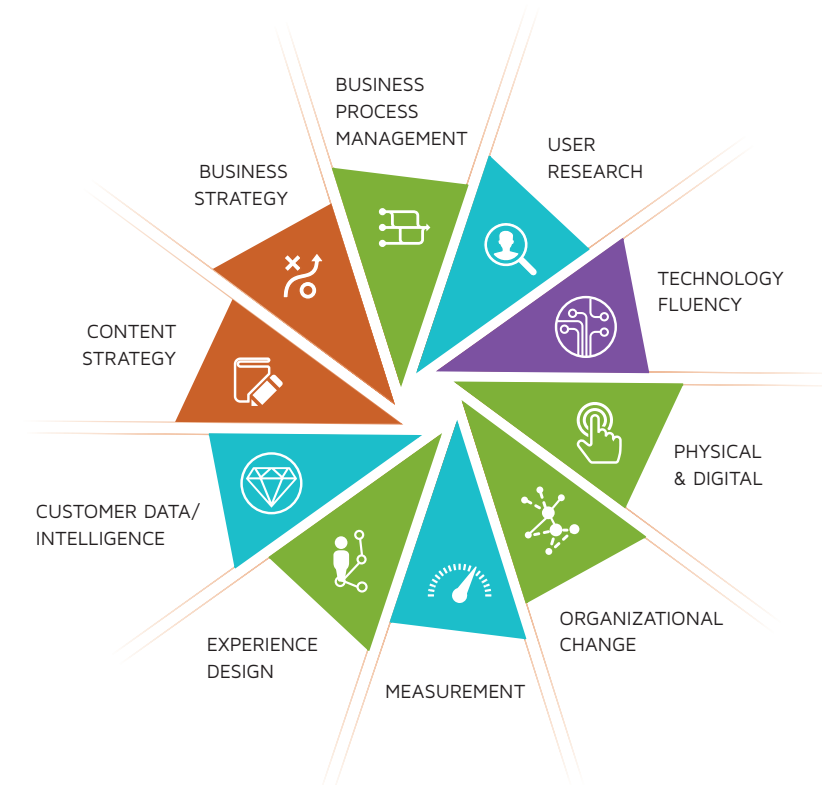 BUSINESS
PROCESS
MANAGEMENT
USER
RESEARCH
TECHNOLOGY
FLUENCY
PHYSICAL
& DIGITAL
ORGANIZATIONAL
CHANGE
MEASUREMENT
EXPERIENCE
DESIGN
CUSTOMER DATA/
INTELLIGENCE
CONTENT
STRATEGY
BUSINESS
STRATEGY